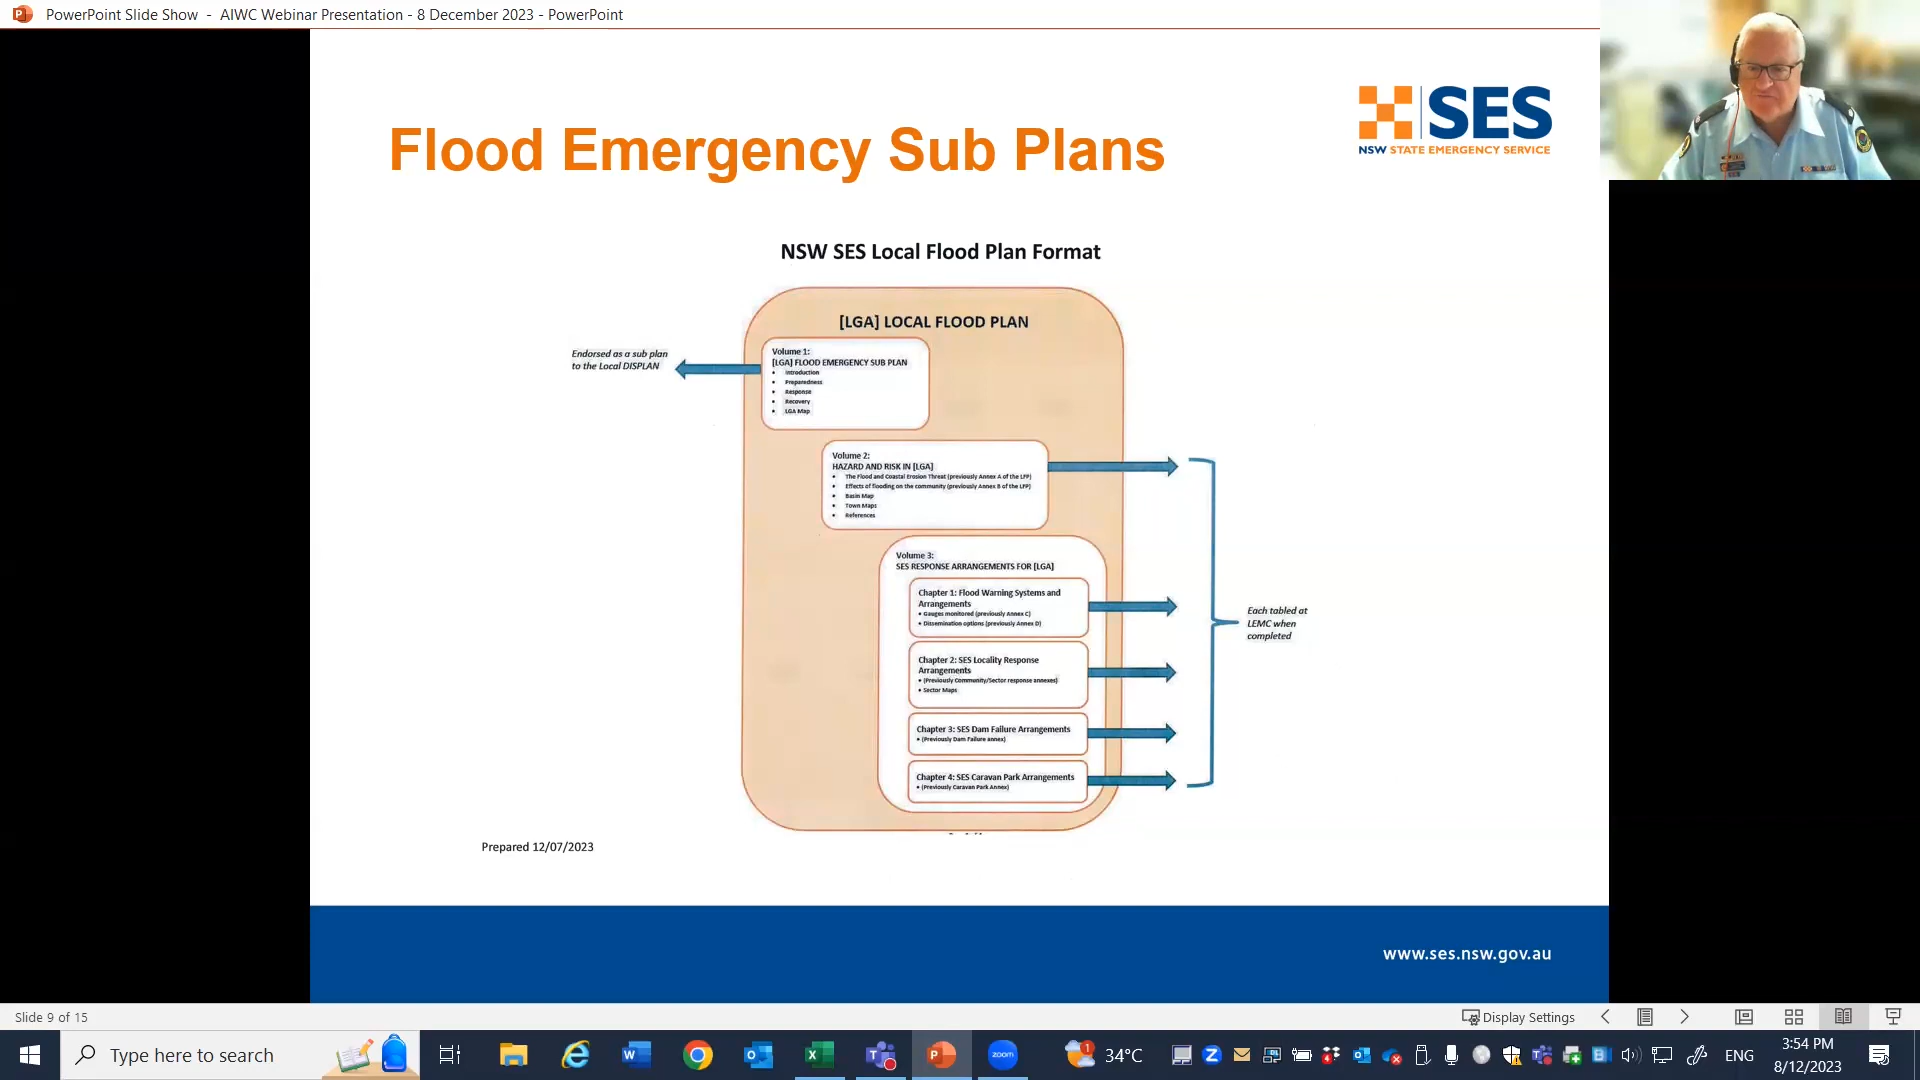 PowerPoint Slide Show - AIWC Webinar Presentation - 8 December 2023 - PowerPoint
SES
NSW STATE EMERGENCY SERVICE
Flood Emergency Sub Plans
NSW SES Local Flood Plan Format
[LGA] LOCAL FLOOD PLAN
Endorsed as a sub plan
to the Local DISPLAN
Volume 1:
[LGA] FLOOD EMERGENCY SUB PLAN
• Introduction
• Preparedness
• Response
• Recovery
• LGA Map
Volume 2:
HAZARD AND RISK IN [LGA]
• The Flood and Coastal Erosion Threat (previously Annex A of the LFP)
• Effects of flooding on the community (previously Annex B of the LFP)
• Basin Map
• Town Maps
• References
Volume 3:
SES RESPONSE ARRANGEMENTS FOR [LGA]
Chapter 1: Flood Warning Systems and
Arrangements
• Gauges monitored (previously Annex C)
• Dissemination options (previously Annex D)
Chapter 2: SES Locality Response
Arrangements
• (Previously Community/Sector response annexes)
• Sector Maps
Chapter 3: SES Dam Failure Arrangements
• (Previously Dam Failure annex)
Chapter 4: SES Caravan Park Arrangements
• (Previously Caravan Park Annex)
Each tabled at
LEMC when
completed
Prepared 12/07/2023
www.ses.nsw.gov.au
Slide 9 of 15
Display Settings
Type here to search
zoom
34°C
ENG
3:54 PM
8/12/2023